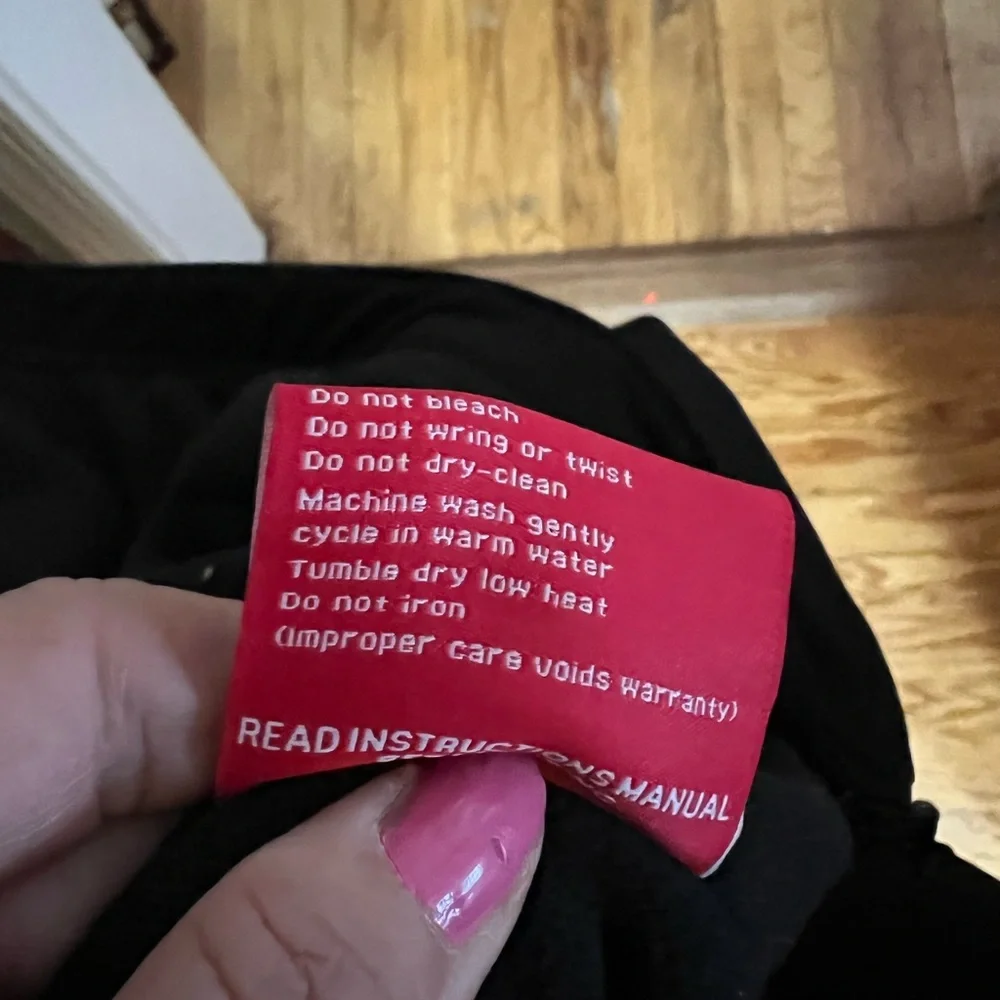 Do not bleach
Do not wring or twist
Do not dry-clean
Machine wash gently
cycle in warm water
Tumble dry low heat
Do not iron
(Improper care voids warranty)
READ INSTRUCTIONS MANUAL